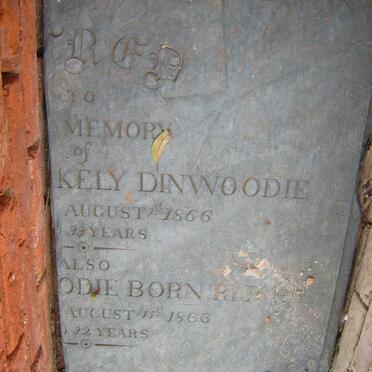 RED
TO
MEMORY
of
KELY DINWOODIE
AUGUST 1866
YEARS
ALSO
ODIE BORN
AUGUST 1866
YEARS